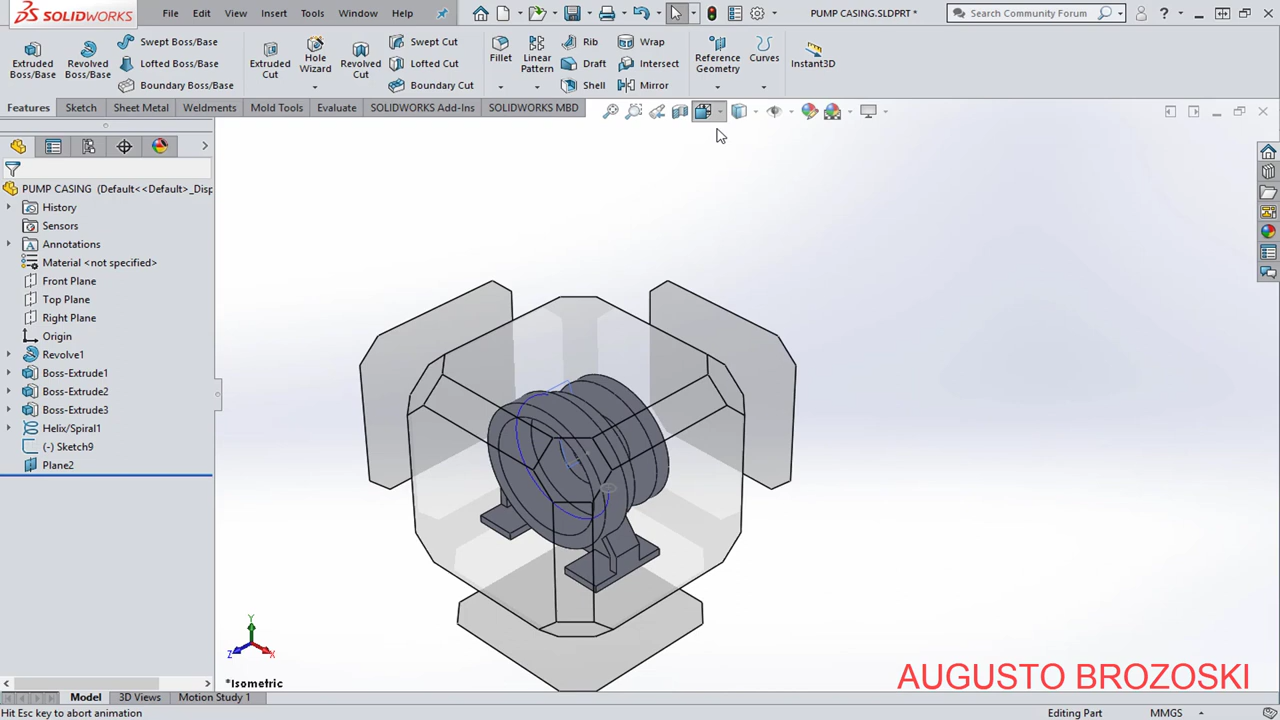 SOLIDWORKS File Edit View Insert Tools Window Help PUMP CASING.SLDPRT * Search Community Forum
Extruded Boss/Base
Revolved Boss/Base
Swept Boss/Base
Lofted Boss/Base
Boundary Boss/Base
Extruded Cut
Hole Wizard
Revolved Cut
Swept Cut
Lofted Cut
Boundary Cut
Fillet
Linear Pattern
Rib
Draft
Shell
Wrap
Intersect
Mirror
Reference Geometry
Curves
Instant3D
Features Sketch Sheet Metal Weldments Mold Tools Evaluate SOLIDWORKS Add-Ins SOLIDWORKS MBD
PUMP CASING (Default<<Default>_Disp
History
Sensors
Annotations
Material <not specified>
Front Plane
Top Plane
Right Plane
Origin
Revolve1
Boss-Extrude1
Boss-Extrude2
Boss-Extrude3
Helix/Spiral1
(-) Sketch9
Plane2
Y
Z X
*Isometric
AUGUSTO BROZOSKI
Model 3D Views Motion Study 1
Hit Esc key to abort animation Editing Part MMGS